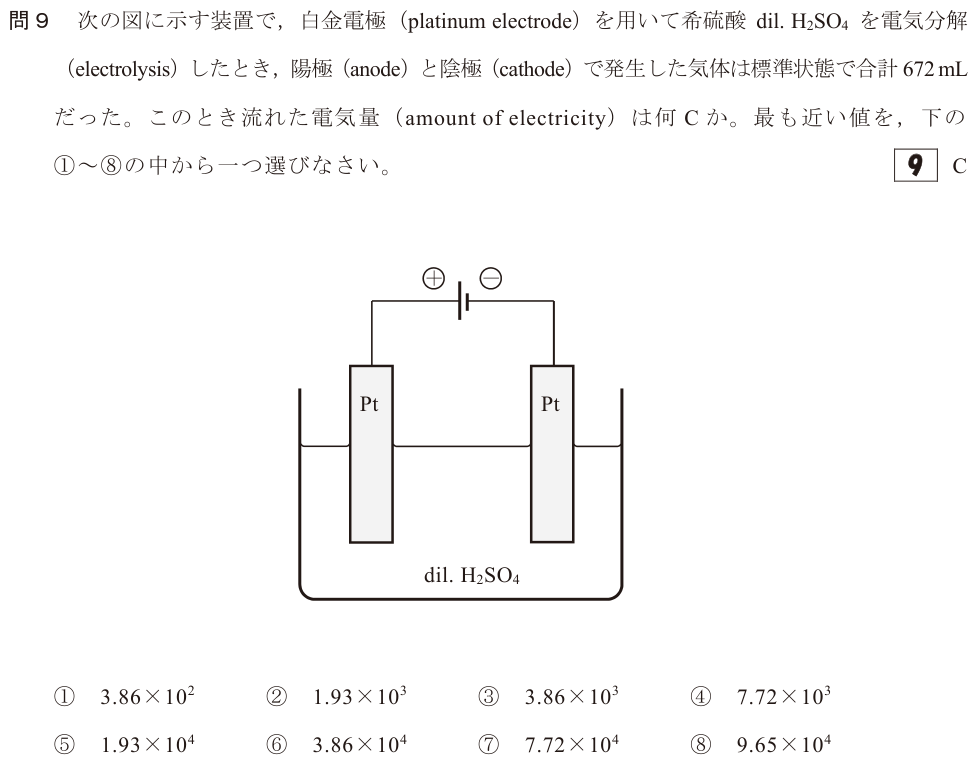 問9 次の図に示す装置で，白金電極（platinum electrode）を用いて希硫酸 dil. H₂SO₄ を電気分解
（electrolysis）したとき，陽極（anode）と陰極（cathode）で発生した気体は標準状態で合計 672 mL
だった。このとき流れた電気量（amount of electricity）は何 C か。最も近い値を，下の
①～⑧の中から一つ選びなさい。 9 C
⊕ ⊖
Pt Pt
dil. H₂SO₄
① 3.86×10² ② 1.93×10³ ③ 3.86×10³ ④ 7.72×10³
⑤ 1.93×10⁴ ⑥ 3.86×10⁴ ⑦ 7.72×10⁴ ⑧ 9.65×10⁴